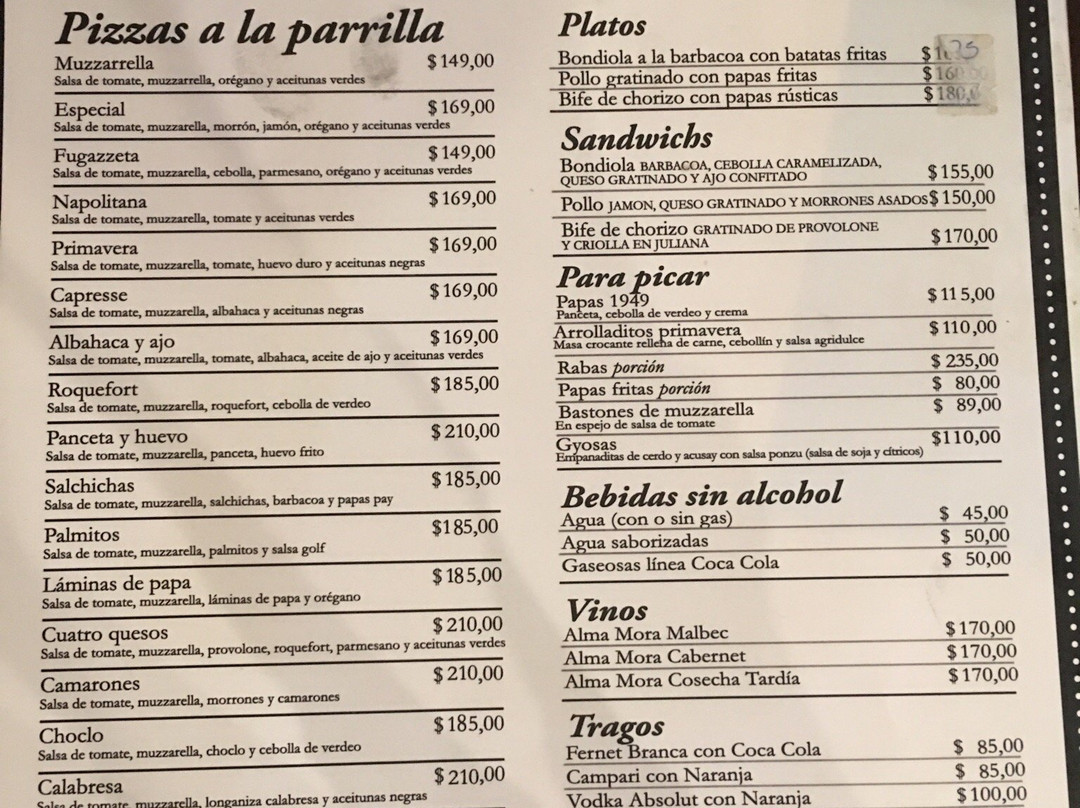 Pizzas a la parrilla
Muzzarrella $149,00
Salsa de tomate, muzzarrella, orégano y aceitunas verdes
Especial $169,00
Salsa de tomate, muzzarella, morrón, jamón, orégano y aceitunas verdes
Fugazzeta $149,00
Salsa de tomate, muzzarella, cebolla, parmesano, orégano y aceitunas verdes
Napolitana $169,00
Salsa de tomate, muzzarella, tomate y aceitunas verdes
Primavera $169,00
Salsa de tomate, muzzarella, tomate, huevo duro y aceitunas negras
Capresse $169,00
Salsa de tomate, muzzarella, albahaca y aceitunas negras
Albahaca y ajo $169,00
Salsa de tomate, muzzarella, tomate, albahaca, aceite de ajo y aceitunas verdes
Roquefort $185,00
Salsa de tomate, muzzarella, roquefort, cebolla de verdeo
Panceta y huevo $210,00
Salsa de tomate, muzzarella, panceta, huevo frito
Salchichas $185,00
Salsa de tomate, muzzarella, salchichas, barbacoa y papas pay
Palmitos $185,00
Salsa de tomate, muzzarella, palmitos y salsa golf
Láminas de papa $185,00
Salsa de tomate, muzzarella, láminas de papa y orégano
Cuatro quesos $210,00
Salsa de tomate, muzzarella, provolone, roquefort, parmesano y aceitunas verdes
Camarones $210,00
Salsa de tomate, muzzarella, morrones y camarones
Choclo $185,00
Salsa de tomate, muzzarella, choclo y cebolla de verdeo
Calabresa $210,00
Salsa de tomate, muzzarella, longaniza calabresa y aceitunas negras
Platos
Bondiola a la barbacoa con batatas fritas
Pollo gratinado con papas fritas
Bife de chorizo con papas rústicas
Sandwichs
Bondiola BARBACOA, CEBOLLA CARAMELIZADA,
QUESO GRATINADO Y AJO CONFITADO $155,00
Pollo JAMON, QUESO GRATINADO Y MORRONES ASADOS $150,00
Bife de chorizo GRATINADO DE PROVOLONE
Y CRIOLLA EN JULIANA $170,00
Para picar
Papas 1949 $115,00
Panceta, cebolla de verdeo y crema
Arrolladitos primavera $110,00
Masa crocante rellena de carne, cebollín y salsa agridulce
Rabas porción $235,00
Papas fritas porción $ 80,00
Bastones de muzzarella $ 89,00
En espejo de salsa de tomate
Gyosas $110,00
Empanaditas de cerdo y acusay con salsa ponzu (salsa de soja y cítricos)
Bebidas sin alcohol
Agua (con o sin gas) $ 45,00
Agua saborizadas $ 50,00
Gaseosas línea Coca Cola $ 50,00
Vinos
Alma Mora Malbec $170,00
Alma Mora Cabernet $170,00
Alma Mora Cosecha Tardía $170,00
Tragos
Fernet Branca con Coca Cola $ 85,00
Campari con Naranja $ 85,00
Vodka Absolut con Naranja $100,00